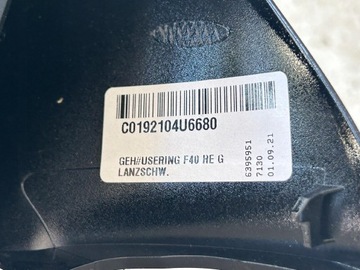 C0192104U6680
GEH//USERING F40 HE G
LANZSCHW.
6395951
7130
01.09.21